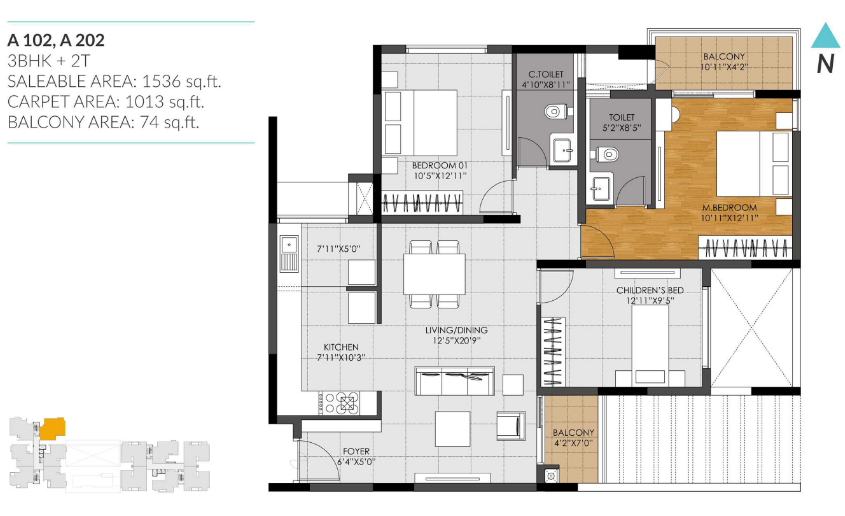 A 102, A 202
3BHK + 2T
SALEABLE AREA: 1536 sq.ft.
CARPET AREA: 1013 sq.ft.
BALCONY AREA: 74 sq.ft.
N
BALCONY
10'11"X4'2"
C.TOILET
4'10"X8'11"
TOILET
5'2"X8'5"
BEDROOM 01
10'5"X12'11"
M.BEDROOM
10'11"X12'11"
7'11"X5'0"
CHILDREN'S BED
12'11"X9'5"
LIVING/DINING
12'5"X20'9"
KITCHEN
7'11"X10'3"
BALCONY
4'2"X7'0"
FOYER
6'4"X5'0"